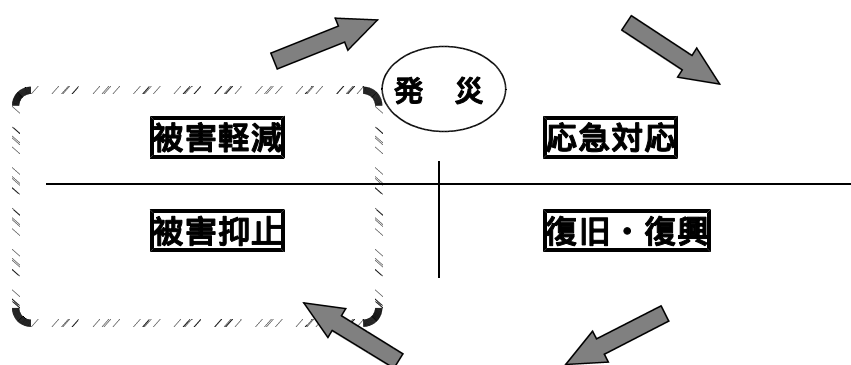 発 災
被害軽減
応急対応
被害抑止
復旧・復興